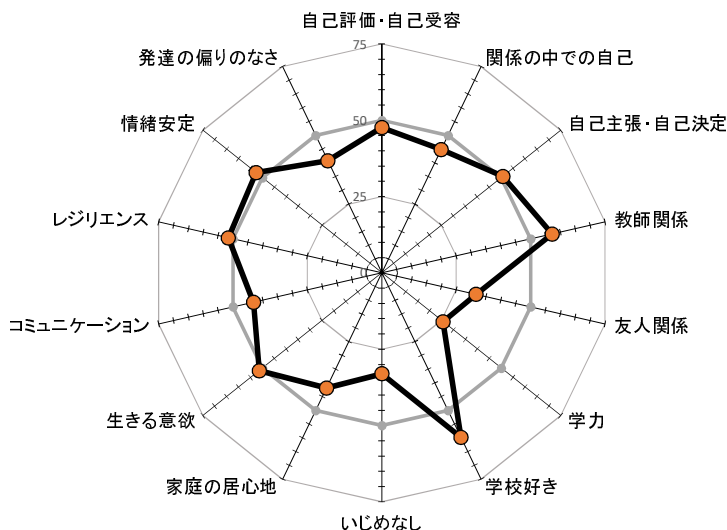 自己評価・自己受容
関係の中での自己
自己主張・自己決定
教師関係
友人関係
学力
学校好き
いじめなし
家庭の居心地
生きる意欲
コミュニケーション
レジリエンス
情緒安定
発達の偏りのなさ
75
50
25
0